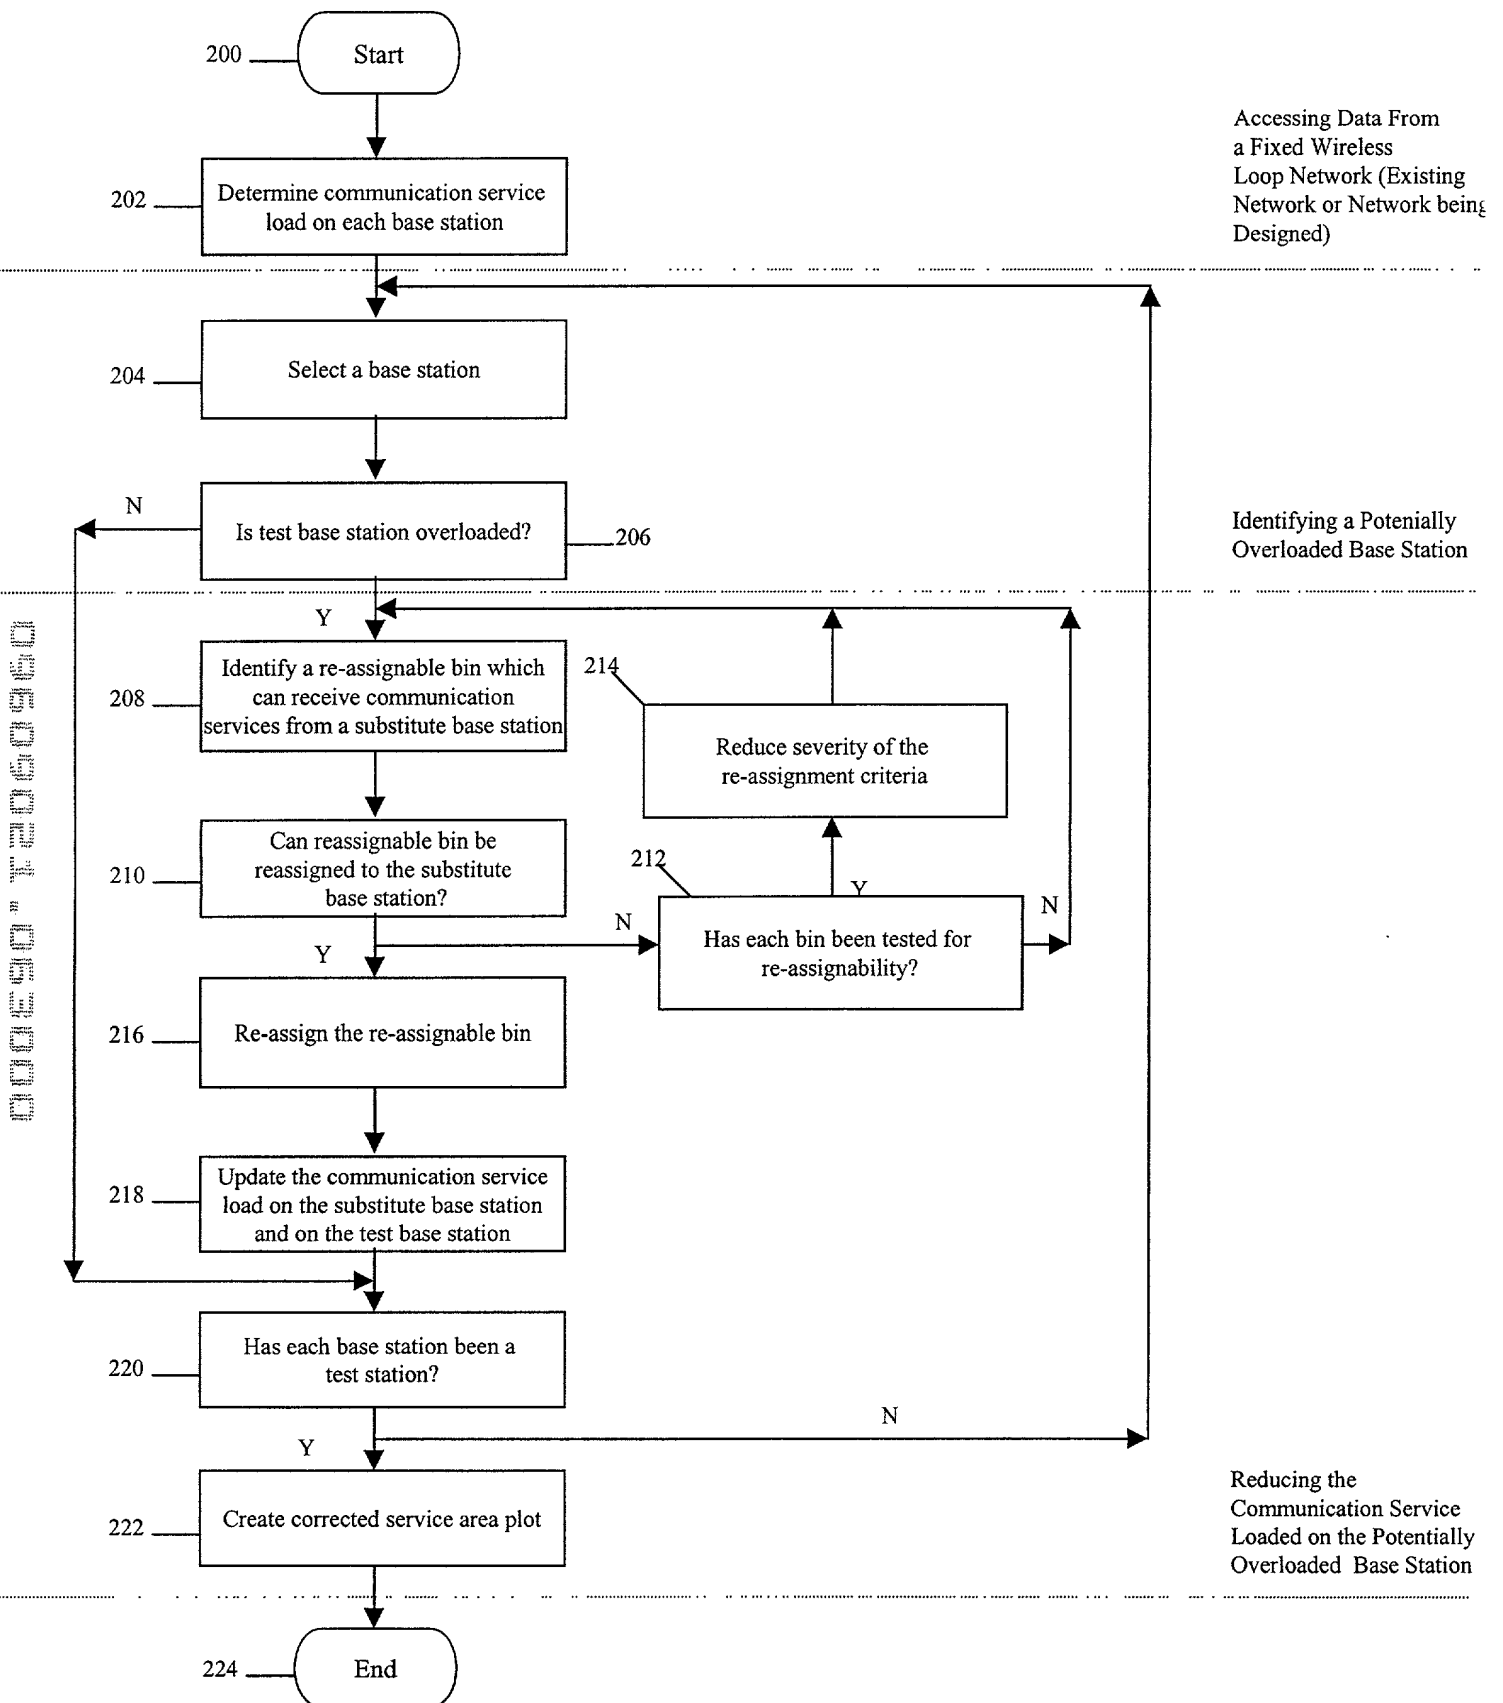 200
Start
Accessing Data From
a Fixed Wireless
Loop Network (Existing
Network or Network being
Designed)
202
Determine communication service
load on each base station
204
Select a base station
N
Is test base station overloaded?
206
Identifying a Potenially
Overloaded Base Station
Y
208
Identify a re-assignable bin which
can receive communication
services from a substitute base station
214
Reduce severity of the
re-assignment criteria
210
Can reassignable bin be
reassigned to the substitute
base station?
212
Y
N
Has each bin been tested for
re-assignability?
N
Y
216
Re-assign the re-assignable bin
218
Update the communication service
load on the substitute base station
and on the test base station
220
Has each base station been a
test station?
N
Y
222
Create corrected service area plot
Reducing the
Communication Service
Loaded on the Potentially
Overloaded Base Station
224
End